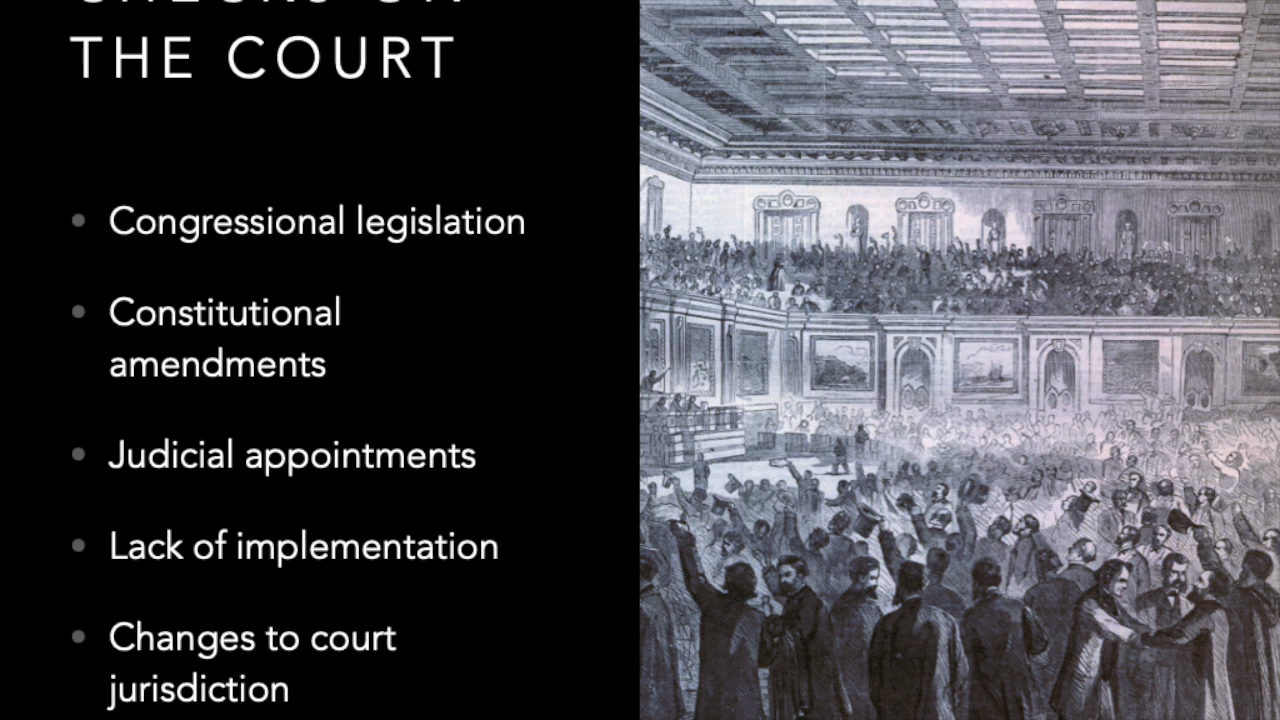 THE COURT
Congressional legislation
Constitutional
amendments
Judicial appointments
Lack of implementation
Changes to court
jurisdiction